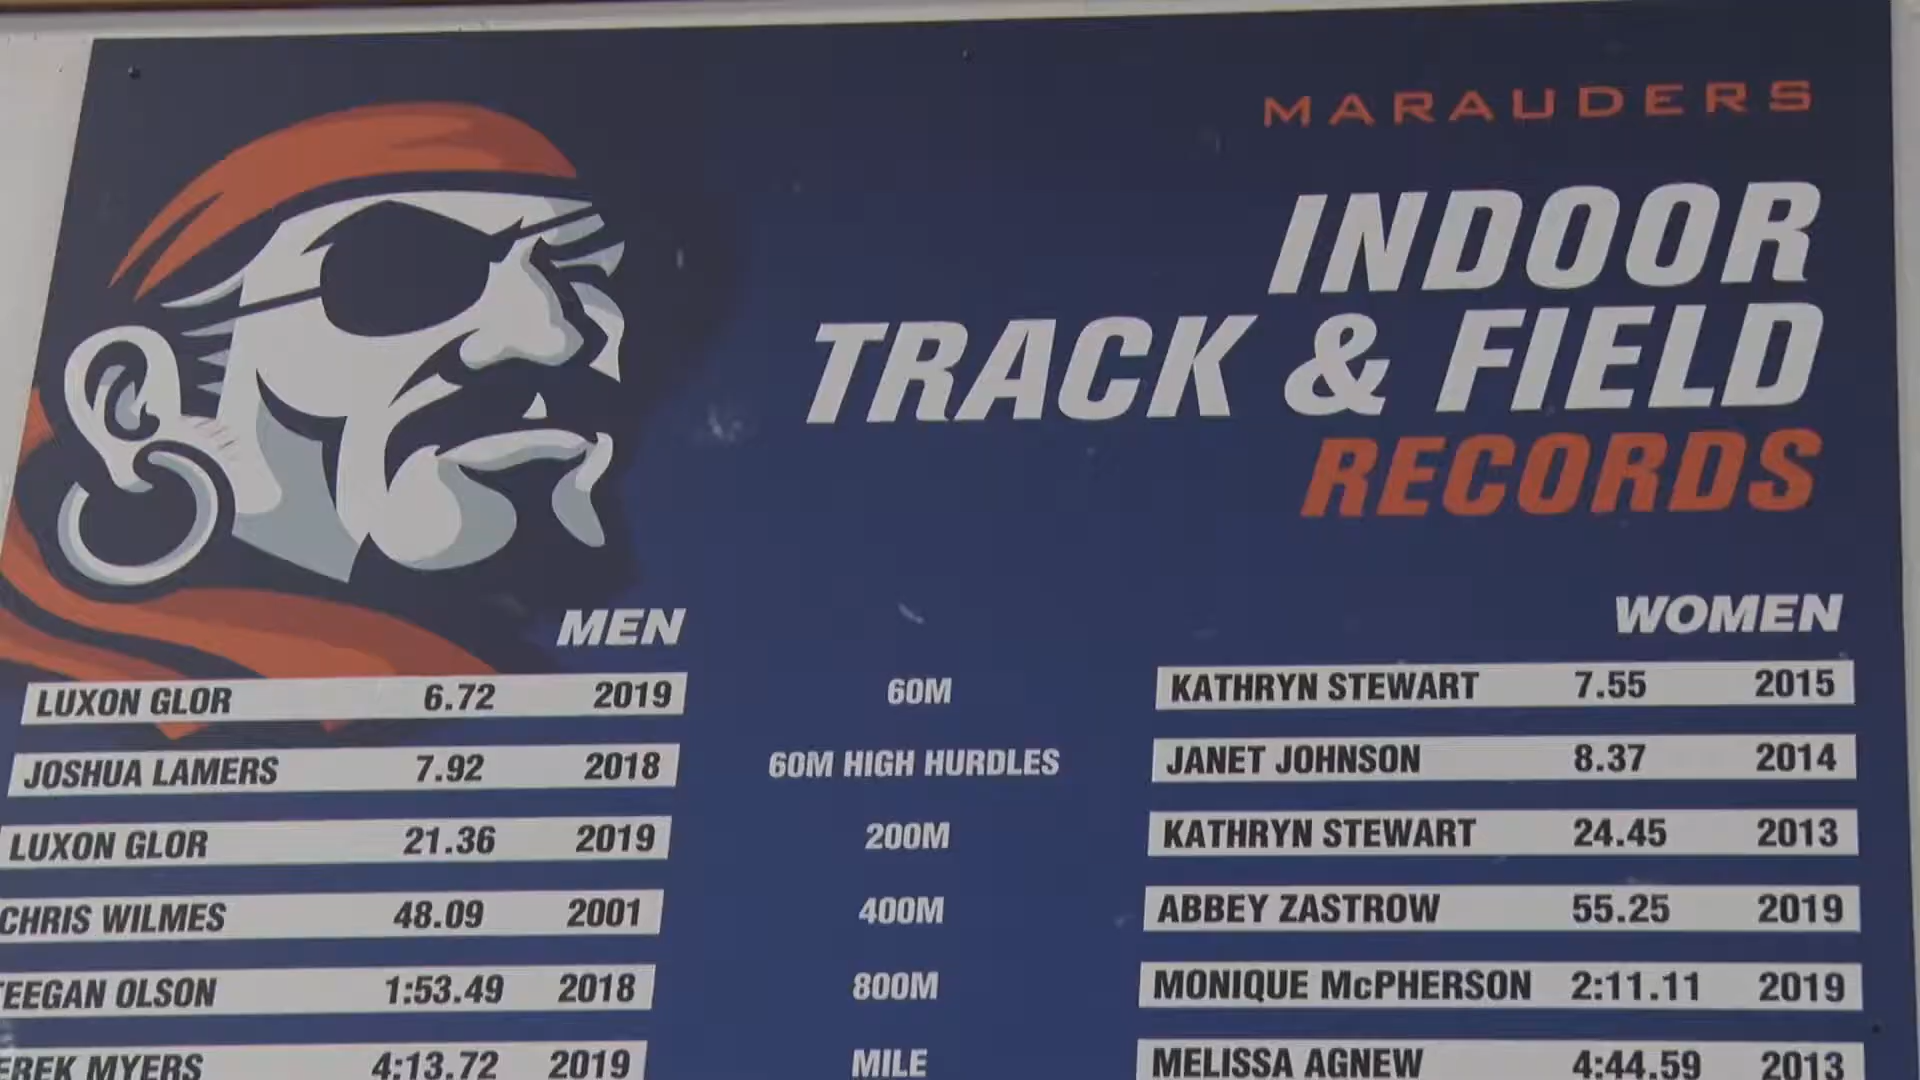 MARAUDERS
INDOOR
TRACK & FIELD
RECORDS
MEN WOMEN
LUXON GLOR 6.72 2019 60M KATHRYN STEWART 7.55 2015
JOSHUA LAMERS 7.92 2018 60M HIGH HURDLES JANET JOHNSON 8.37 2014
LUXON GLOR 21.36 2019 200M KATHRYN STEWART 24.45 2013
CHRIS WILMES 48.09 2001 400M ABBEY ZASTROW 55.25 2019
TEEGAN OLSON 1:53.49 2018 800M MONIQUE McPHERSON 2:11.11 2019
MYERS 4:13.72 2019 MILE MELISSA AGNEW 4:44.59 2013